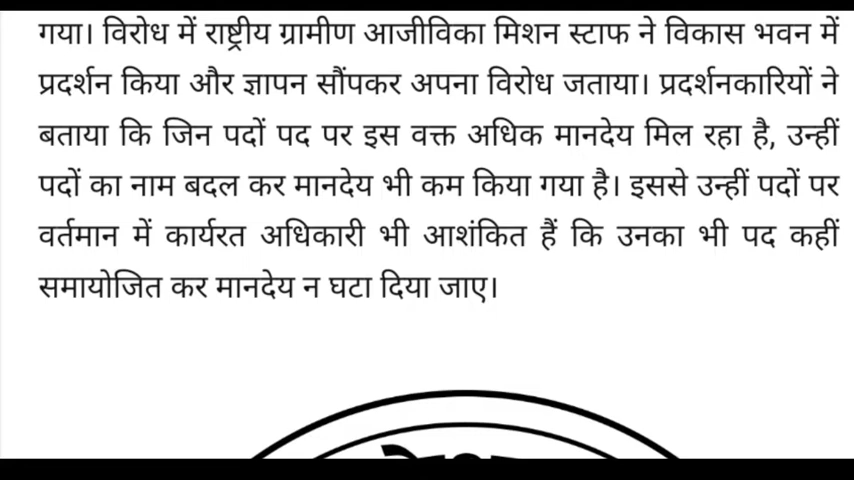 गया। विरोध में राष्ट्रीय ग्रामीण आजीविका मिशन स्टाफ ने विकास भवन में
प्रदर्शन किया और ज्ञापन सौंपकर अपना विरोध जताया। प्रदर्शनकारियों ने
बताया कि जिन पदों पद पर इस वक्त अधिक मानदेय मिल रहा है, उन्हीं
पदों का नाम बदल कर मानदेय भी कम किया गया है। इससे उन्हीं पदों पर
वर्तमान में कार्यरत अधिकारी भी आशंकित हैं कि उनका भी पद कहीं
समायोजित कर मानदेय न घटा दिया जाए।